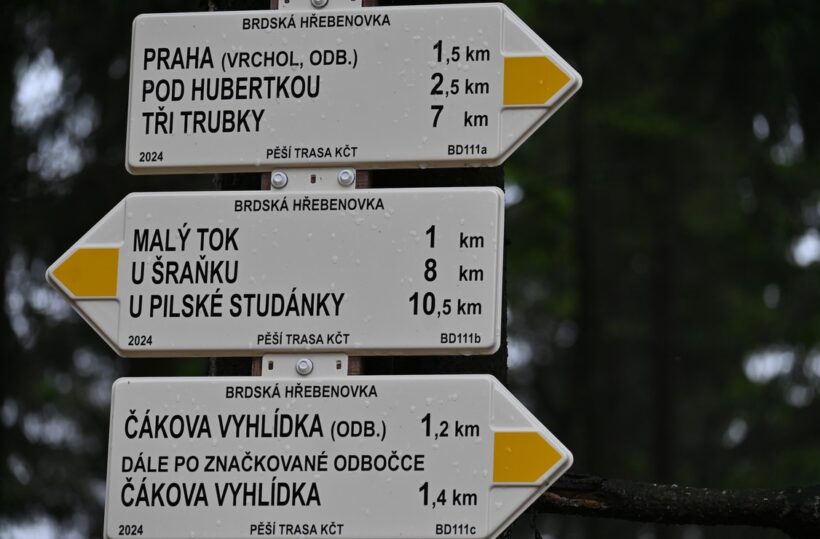 BRDSKÁ HŘEBENOVKA
PRAHA (VRCHOL, ODB.) 1,5 km
POD HUBERTKOU 2,5 km
TŘI TRUBKY 7 km
2024 PĚŠÍ TRASA KČT BD111a
BRDSKÁ HŘEBENOVKA
MALÝ TOK 1 km
U ŠRAŇKU 8 km
U PILSKÉ STUDÁNKY 10,5 km
2024 PĚŠÍ TRASA KČT BD111b
BRDSKÁ HŘEBENOVKA
ČÁKOVA VYHLÍDKA (ODB.) 1,2 km
DÁLE PO ZNAČKOVANÉ ODBOČCE
ČÁKOVA VYHLÍDKA 1,4 km
2024 PĚŠÍ TRASA KČT BD111c